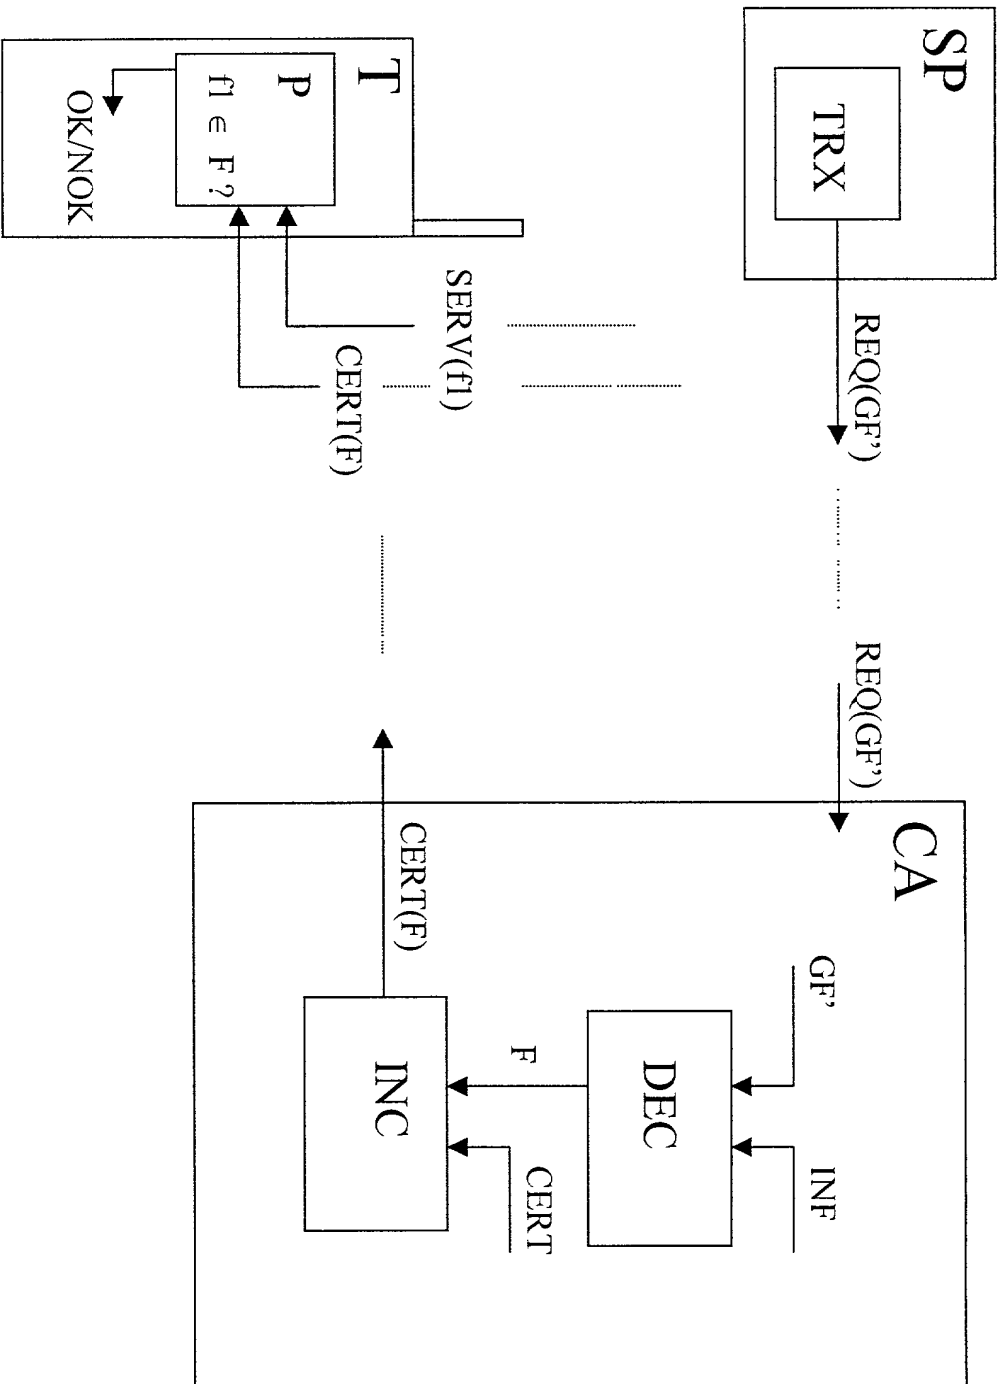 SP
TRX
REQ(GF')
REQ(GF')
CA
GF'
INF
DEC
F
CERT
INC
CERT(F)
SERV(f1)
CERT(F)
T
P
f1 ∈ F ?
OK/NOK